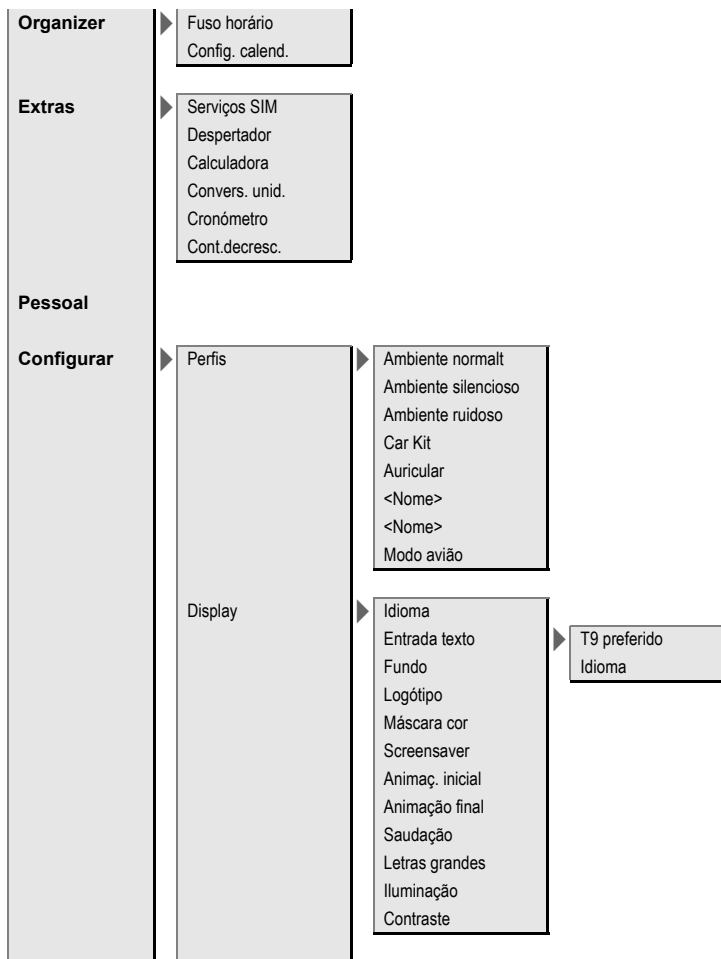 Organizer
Fuso horário
Config. calend.
Extras
Serviços SIM
Despertador
Calculadora
Convers. unid.
Cronómetro
Cont.decresc.
Pessoal
Configurar
Perfis
Ambiente normalt
Ambiente silencioso
Ambiente ruidoso
Car Kit
Auricular
<Nome>
<Nome>
Modo avião
Display
Idioma
Entrada texto
T9 preferido
Fundo
Idioma
Logótipo
Máscara cor
Screensaver
Animaç. inicial
Animação final
Saudação
Letras grandes
Iluminação
Contraste